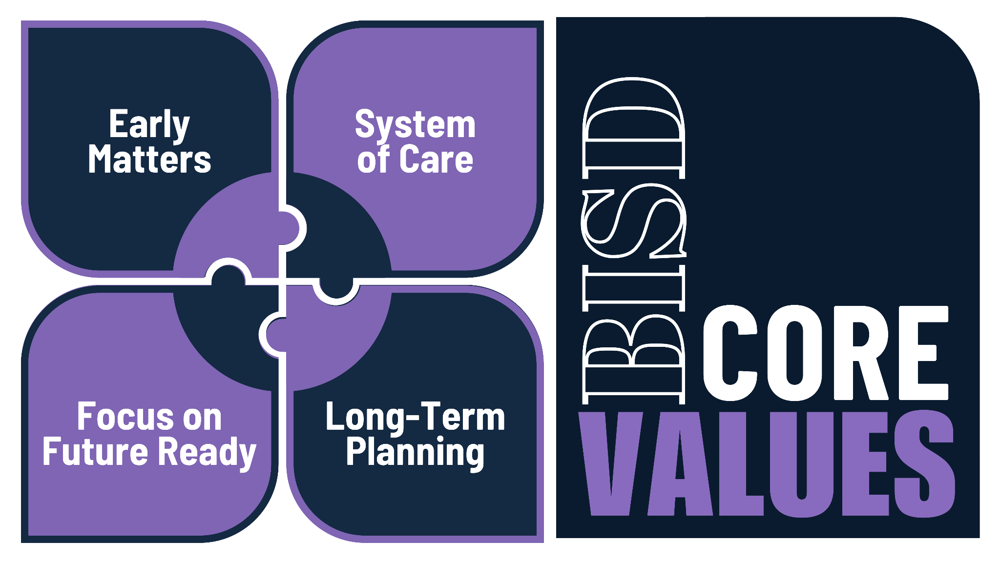 Early
Matters
System
of Care
Focus on
Future Ready
Long-Term
Planning
BISD
CORE
VALUES